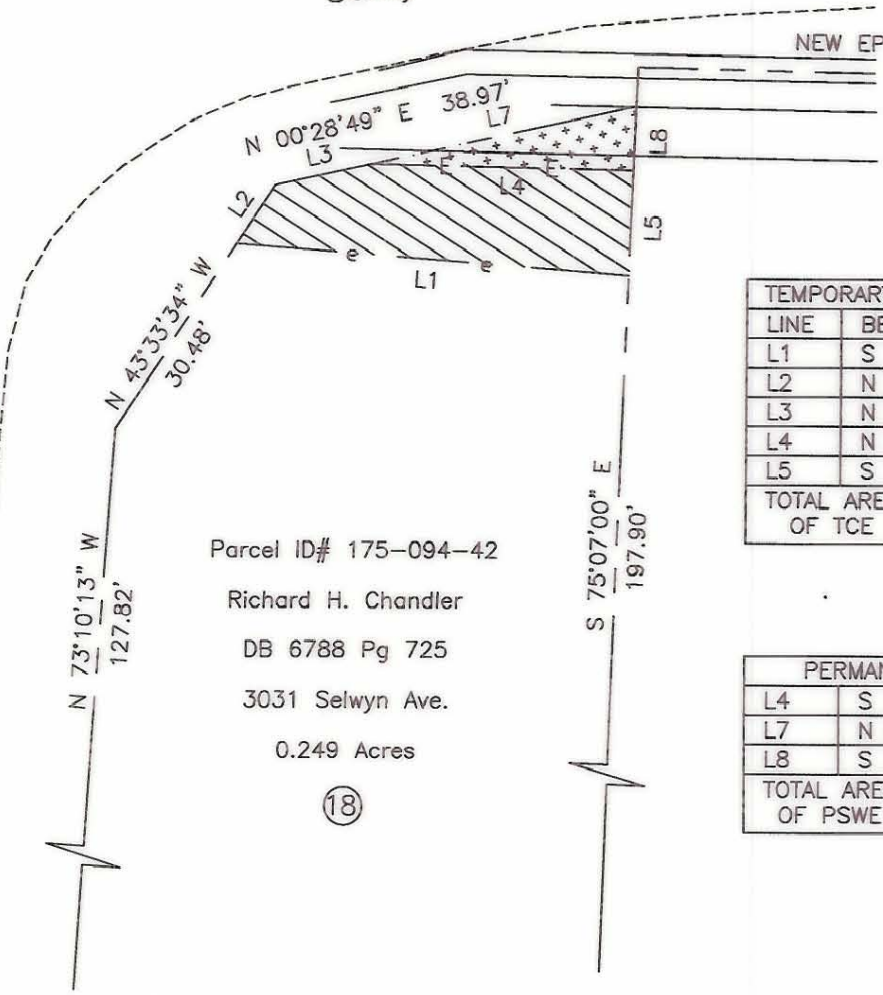 NEW EP
N 00°28'49" E 38.97'
L7
L3
L8
E E
L4
L2
L5
e e
L1
N 43°33'34" W
30.48'
TEMPORAR
LINE BE
L1 S
L2 N
L3 N
L4 N
L5 S
TOTAL ARE
OF TCE
S 75°07'00" E
197.90'
N 73°10'13" W
127.82'
Parcel ID# 175-094-42
Richard H. Chandler
DB 6788 Pg 725
3031 Selwyn Ave.
0.249 Acres
18
PERMAN
L4 S
L7 N
L8 S
TOTAL ARE
OF PSWE